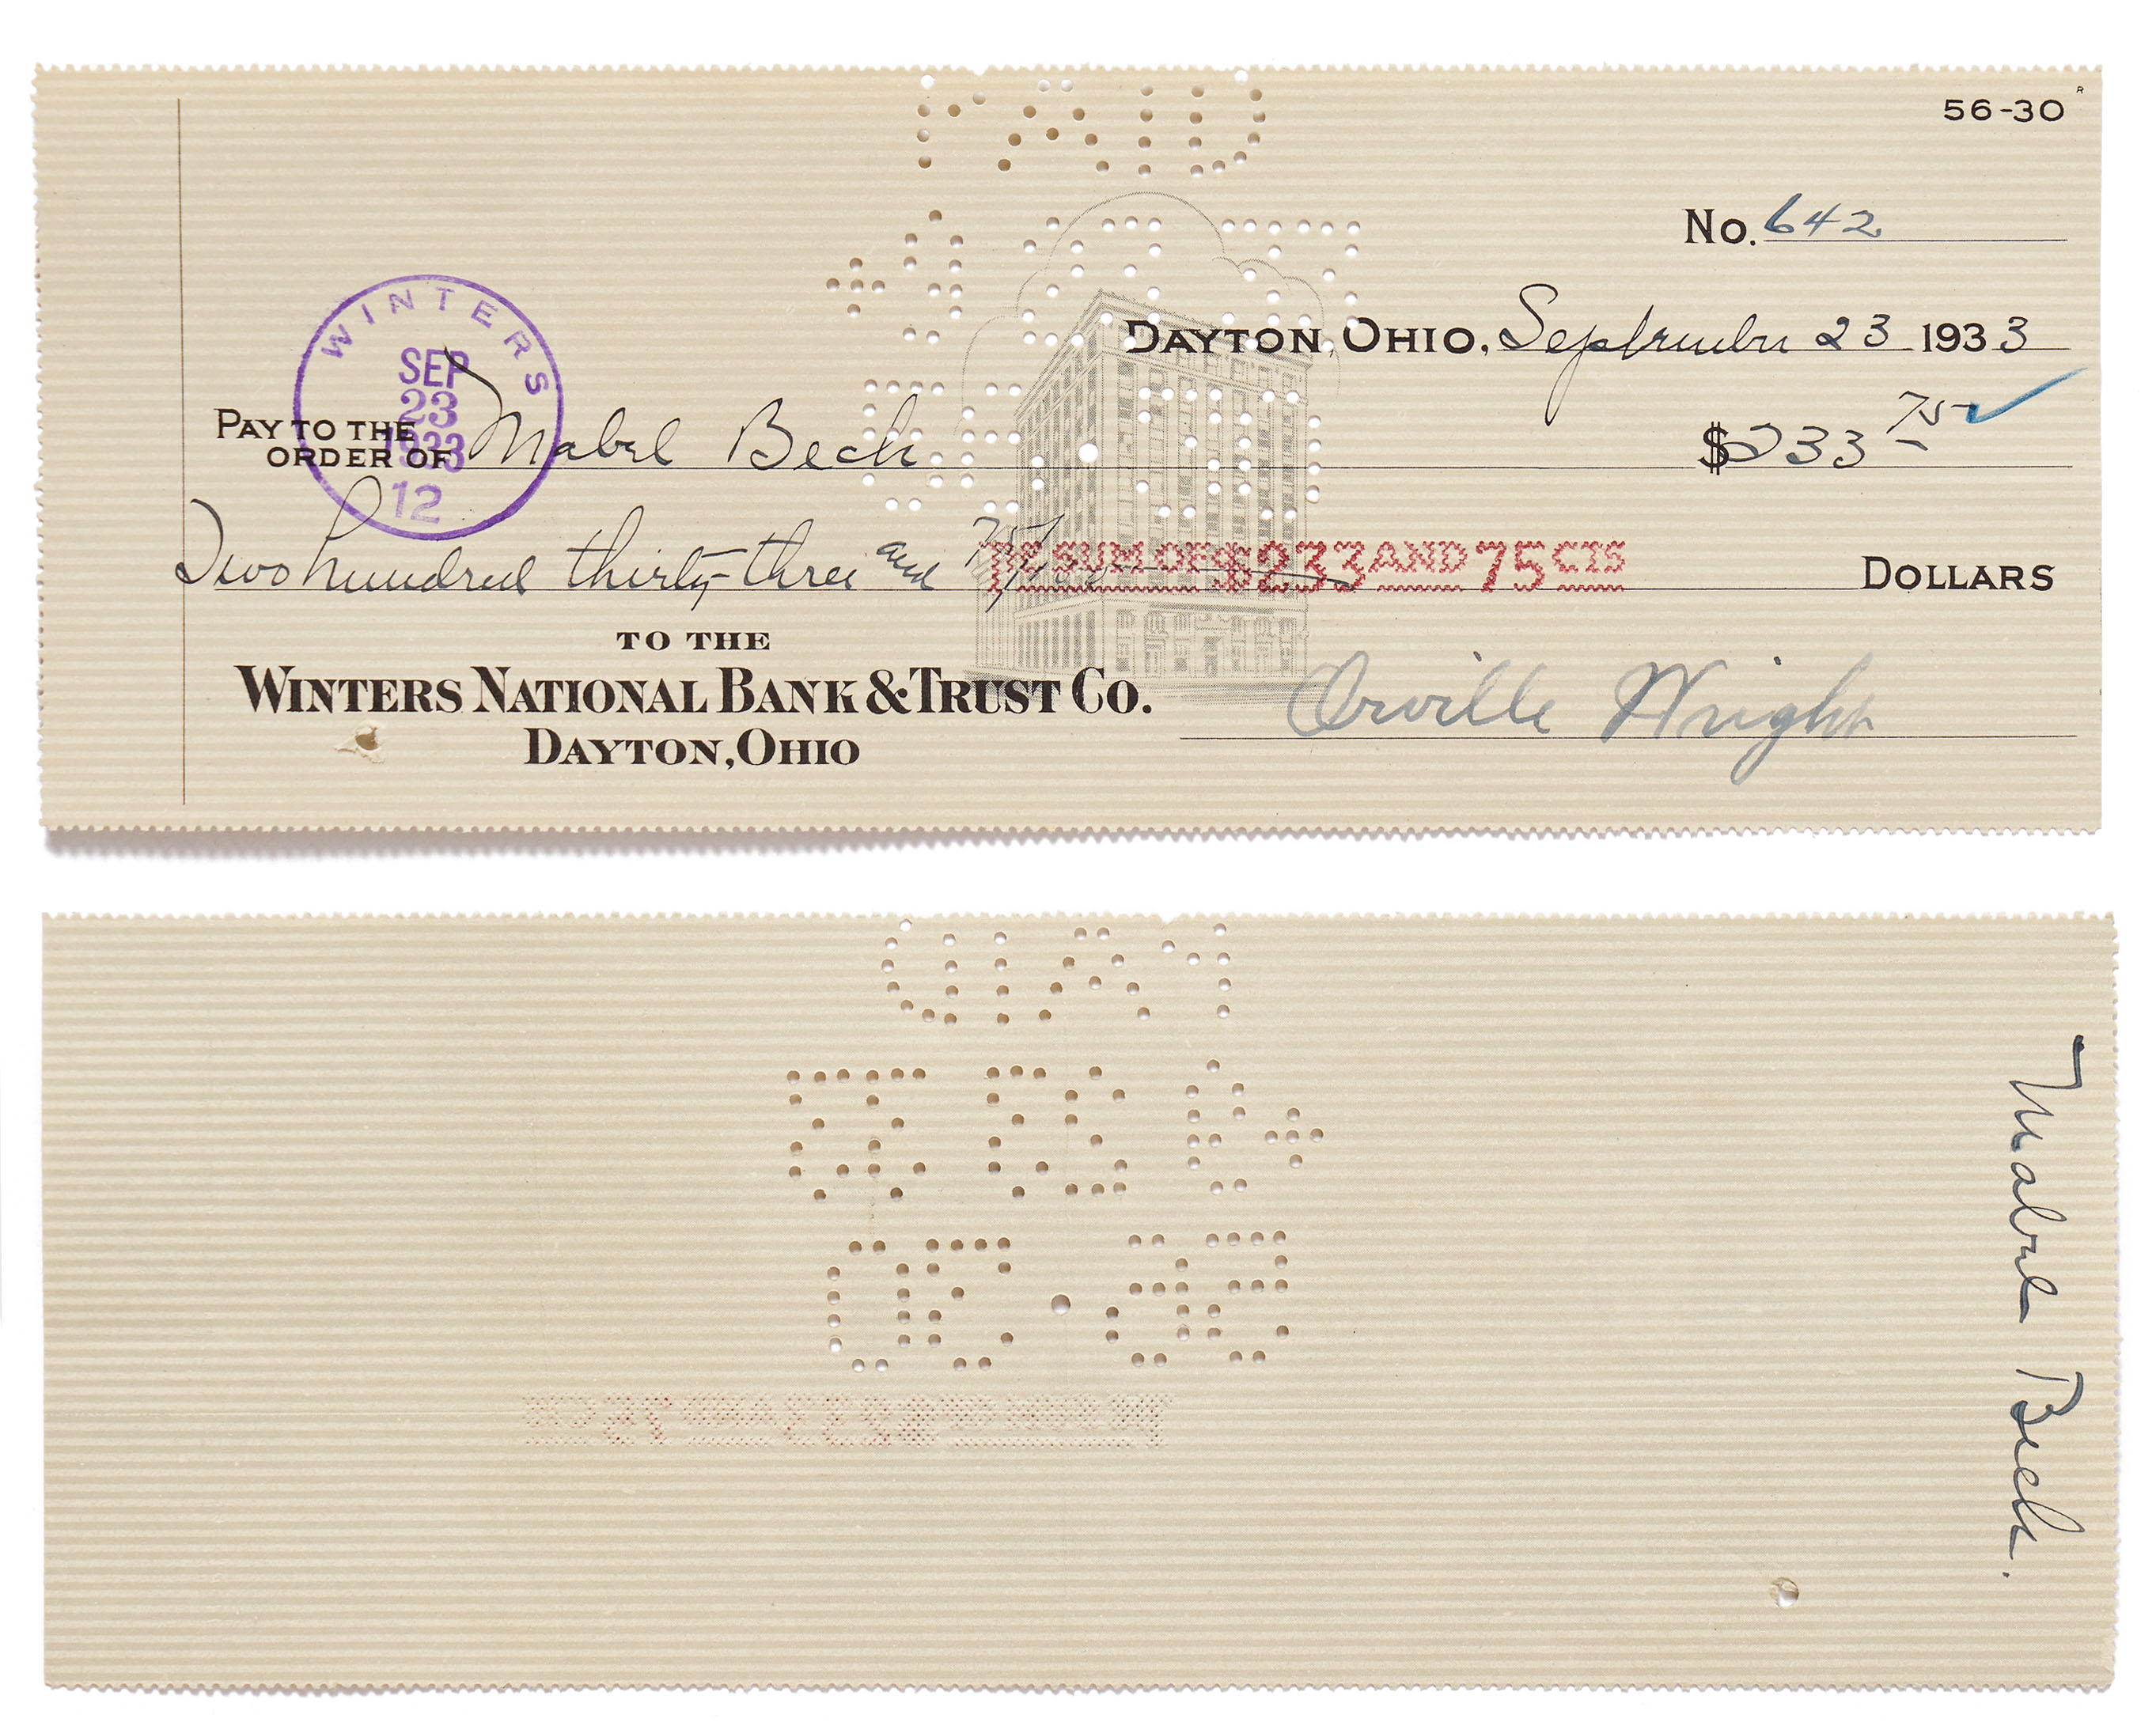 PAID
56-30
R
No. 642
DAYTON, OHIO, September 23 1933
WINTERS
SEP
23
1933
12
PAY TO THE
ORDER OF Mabel Beck $233 75
Two hundred thirty-three and 75/
THE SUM OF $233 AND 75 CTS
DOLLARS
TO THE
WINTERS NATIONAL BANK & TRUST CO.
DAYTON, OHIO
Orville Wright
Mabel Beck.